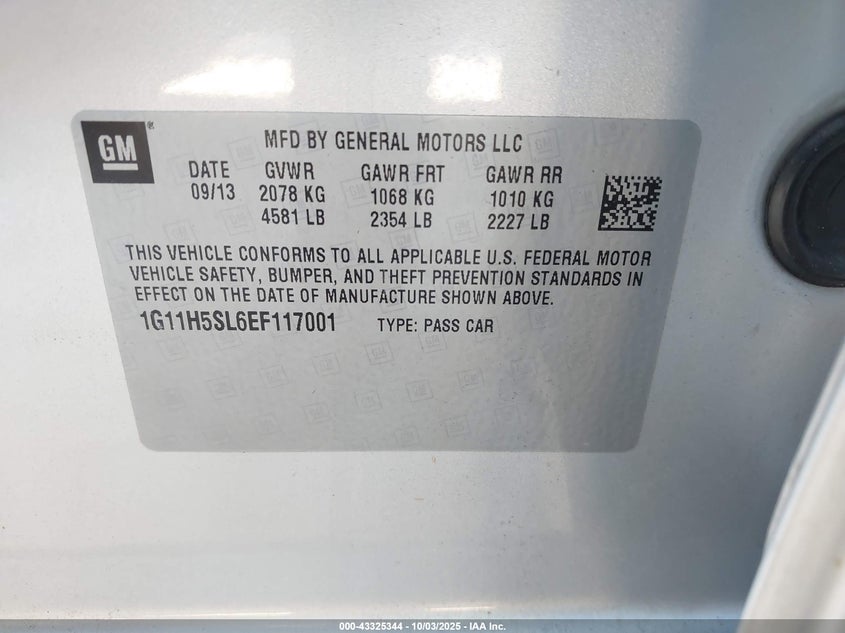 GM®
MFD BY GENERAL MOTORS LLC
DATE GVWR GAWR FRT GAWR RR
09/13 2078 KG 1068 KG 1010 KG
4581 LB 2354 LB 2227 LB
THIS VEHICLE CONFORMS TO ALL APPLICABLE U.S. FEDERAL MOTOR
VEHICLE SAFETY, BUMPER, AND THEFT PREVENTION STANDARDS IN
EFFECT ON THE DATE OF MANUFACTURE SHOWN ABOVE.
1G11H5SL6EF117001 TYPE: PASS CAR
000-43325344 | 10/03/2025 | IAA Inc.